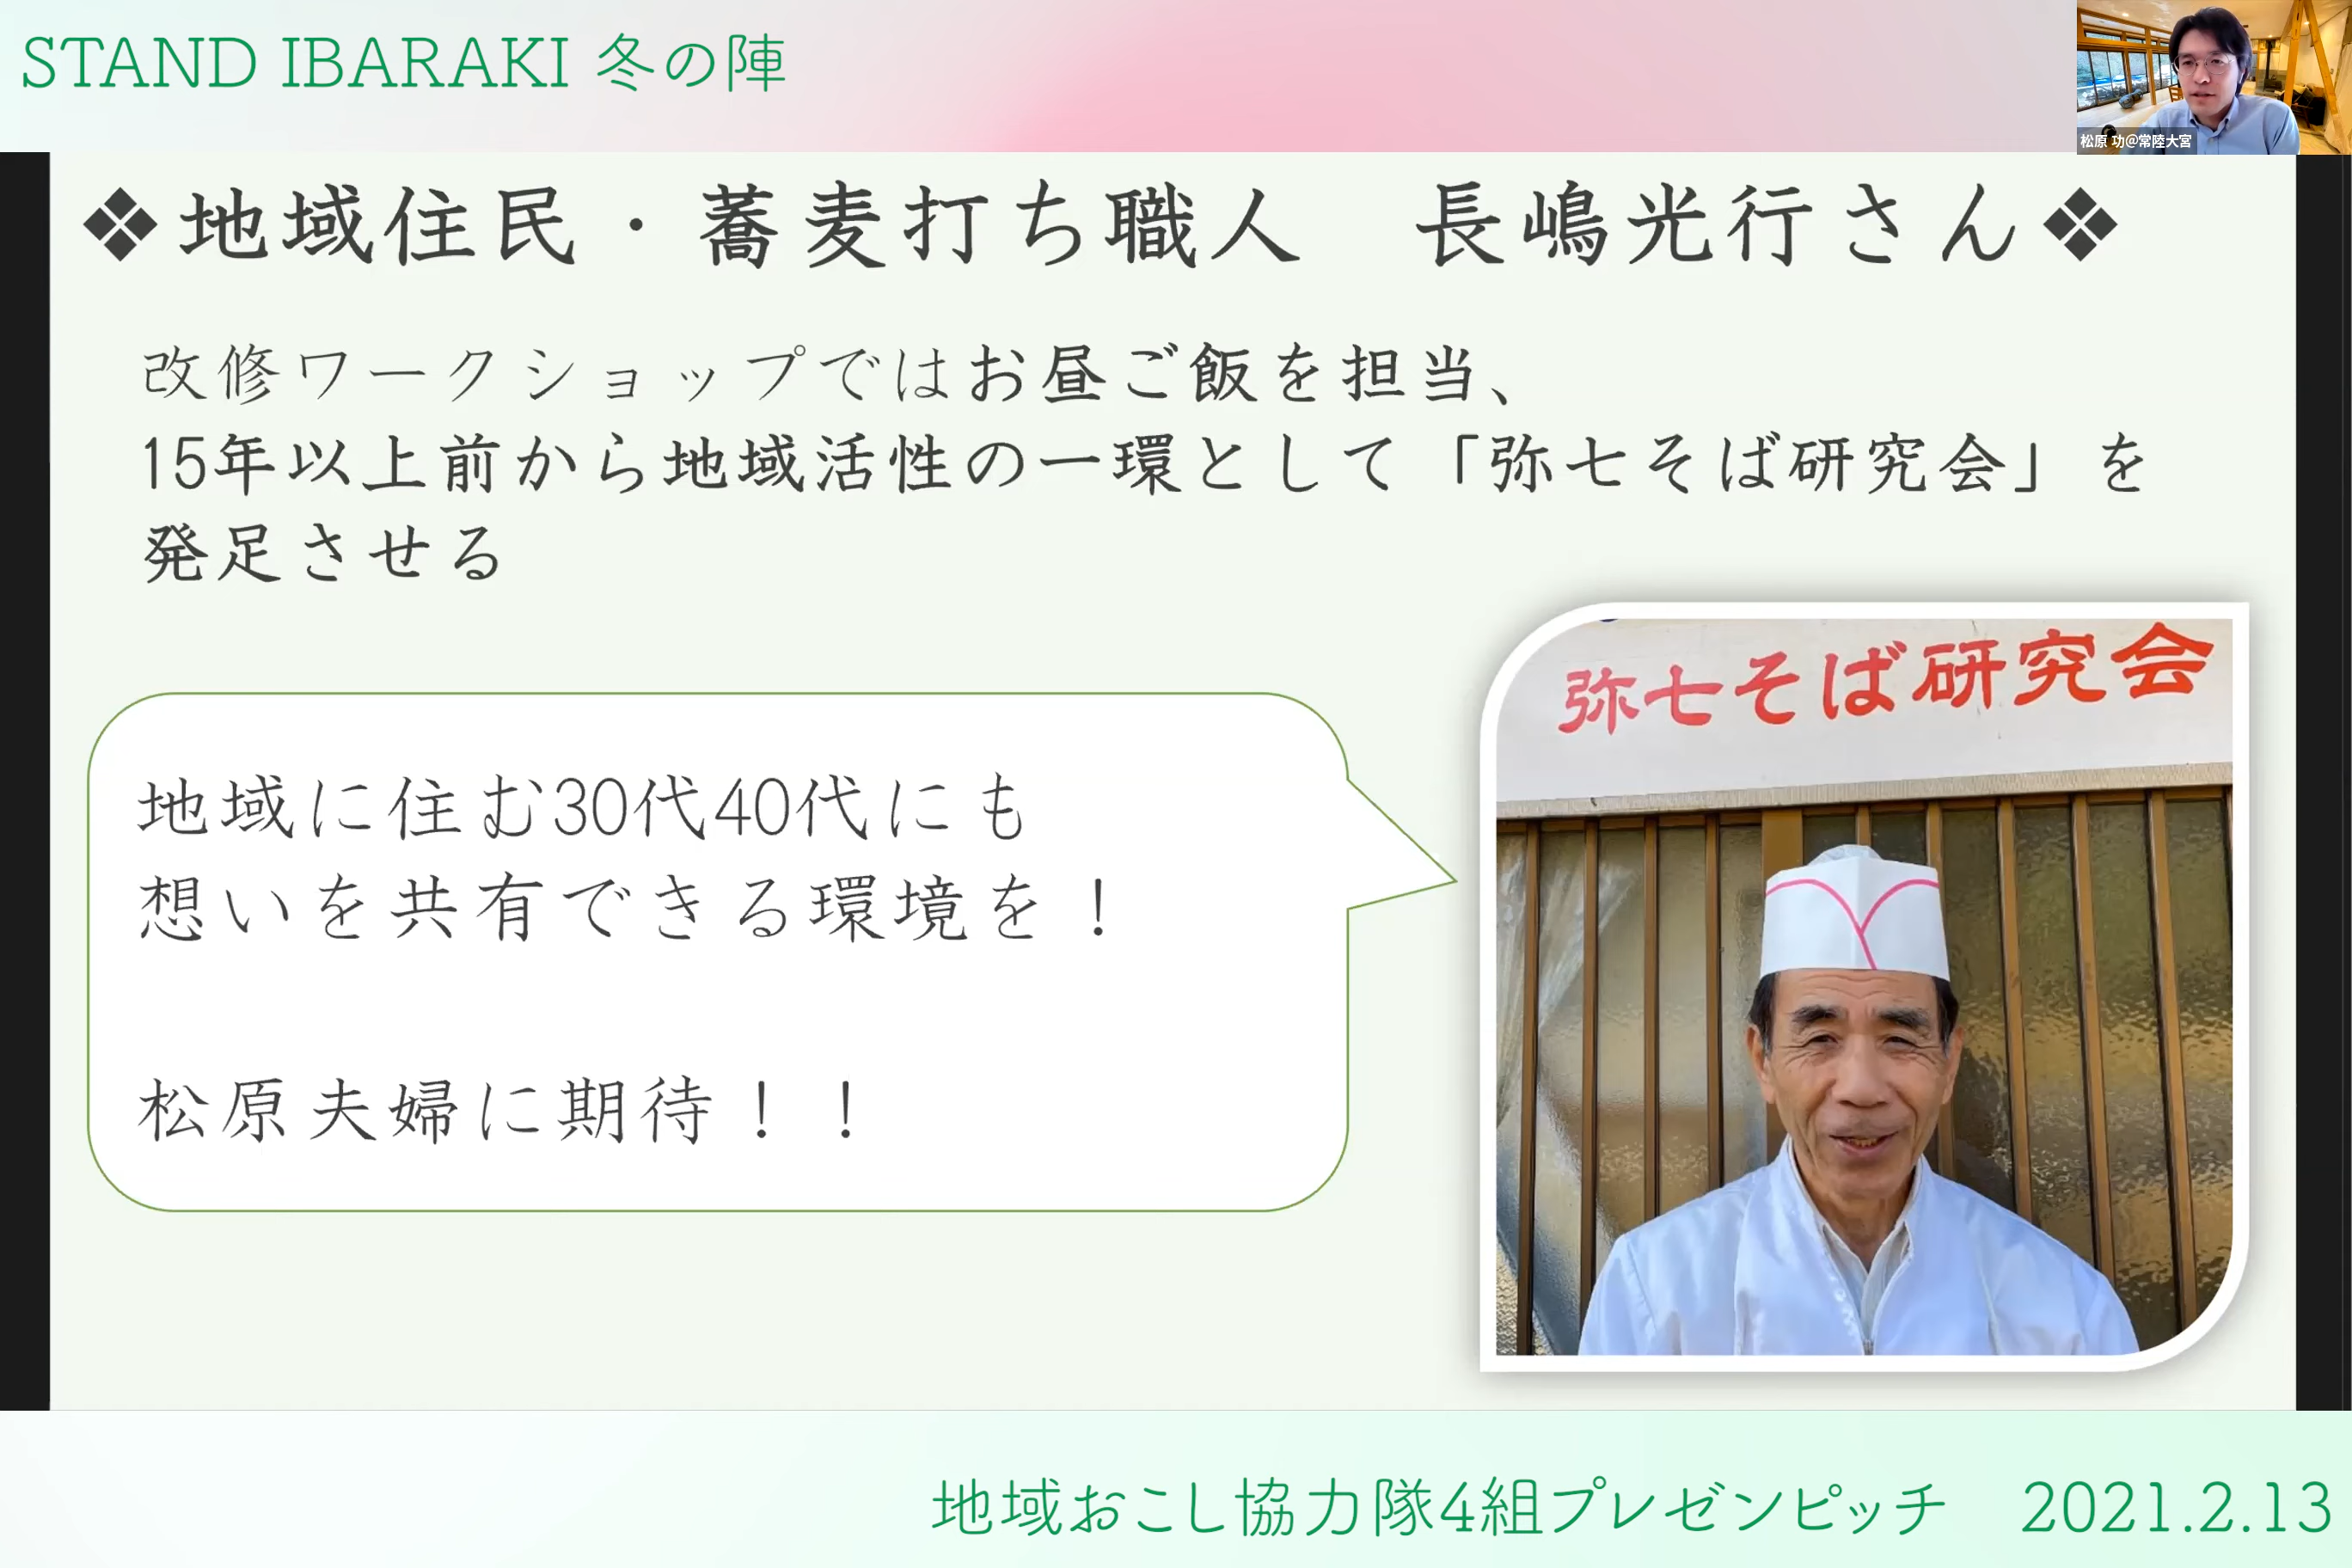 STAND IBARAKI 冬の陣
松原 功@常陸大宮
❖地域住民・蕎麦打ち職人　長嶋光行さん❖
改修ワークショップではお昼ご飯を担当、
15年以上前から地域活性の一環として「弥七そば研究会」を
発足させる
弥七そば研究会
地域に住む30代40代にも
想いを共有できる環境を！
松原夫婦に期待！！
地域おこし協力隊4組プレゼンピッチ　2021.2.13